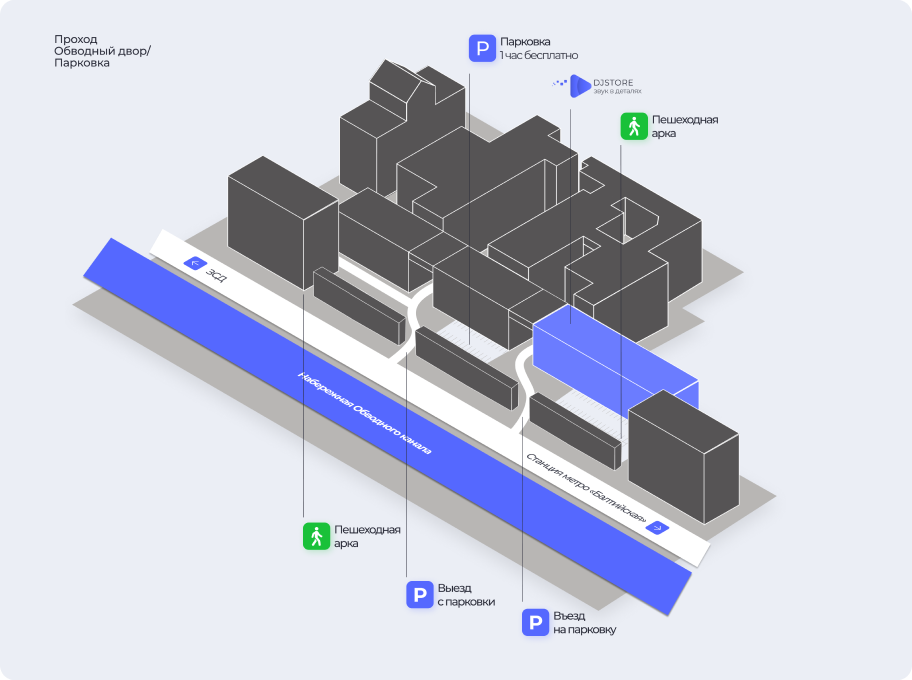 Проход
Обводный двор/
Парковка
P
Парковка
1 час бесплатно
DJSTORE
звук в деталях
Пешеходная
арка
ЭСД
Набережная Обводного канала
Станция метро «Балтийская»
Пешеходная
арка
P
Выезд
с парковки
P
Въезд
на парковку